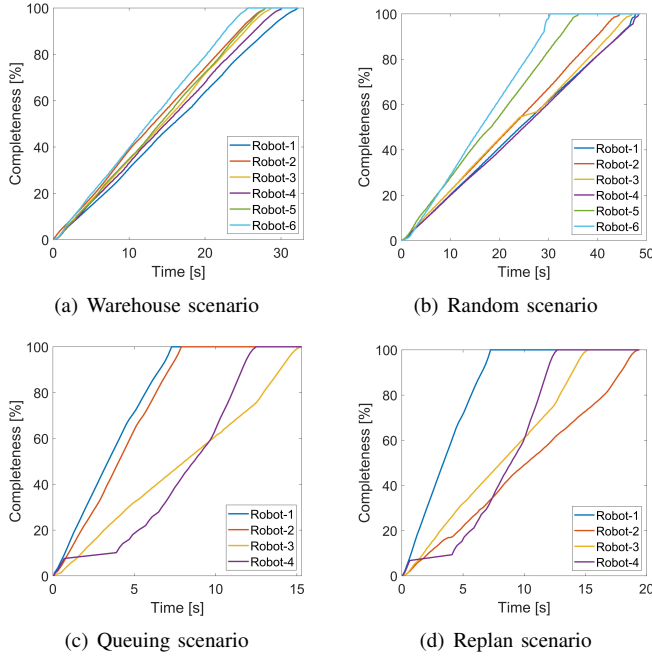 100
80
60
40
20
0
Completeness [%]
Robot-1
Robot-2
Robot-3
Robot-4
Robot-5
Robot-6
0 10 20 30
Time [s]
(a) Warehouse scenario
100
80
60
40
20
0
Completeness [%]
Robot-1
Robot-2
Robot-3
Robot-4
Robot-5
Robot-6
0 10 20 30 40 50
Time [s]
(b) Random scenario
100
80
60
40
20
0
Completeness [%]
Robot-1
Robot-2
Robot-3
Robot-4
0 5 10 15
Time [s]
(c) Queuing scenario
100
80
60
40
20
0
Completeness [%]
Robot-1
Robot-2
Robot-3
Robot-4
0 5 10 15 20
Time [s]
(d) Replan scenario